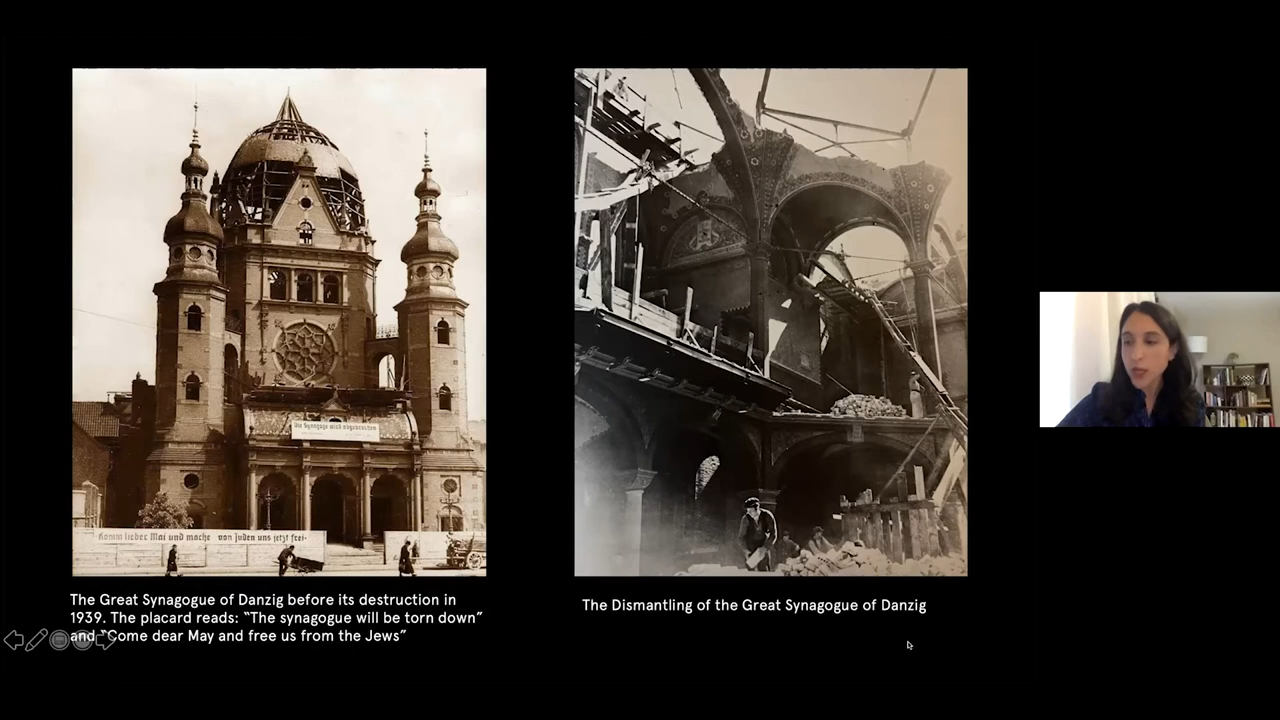 Die Synagoge wird abgebrochen
Komm lieber Mai und mache von Juden uns jetzt frei-
The Great Synagogue of Danzig before its destruction in
1939. The placard reads: “The synagogue will be torn down”
and “Come dear May and free us from the Jews”
The Dismantling of the Great Synagogue of Danzig